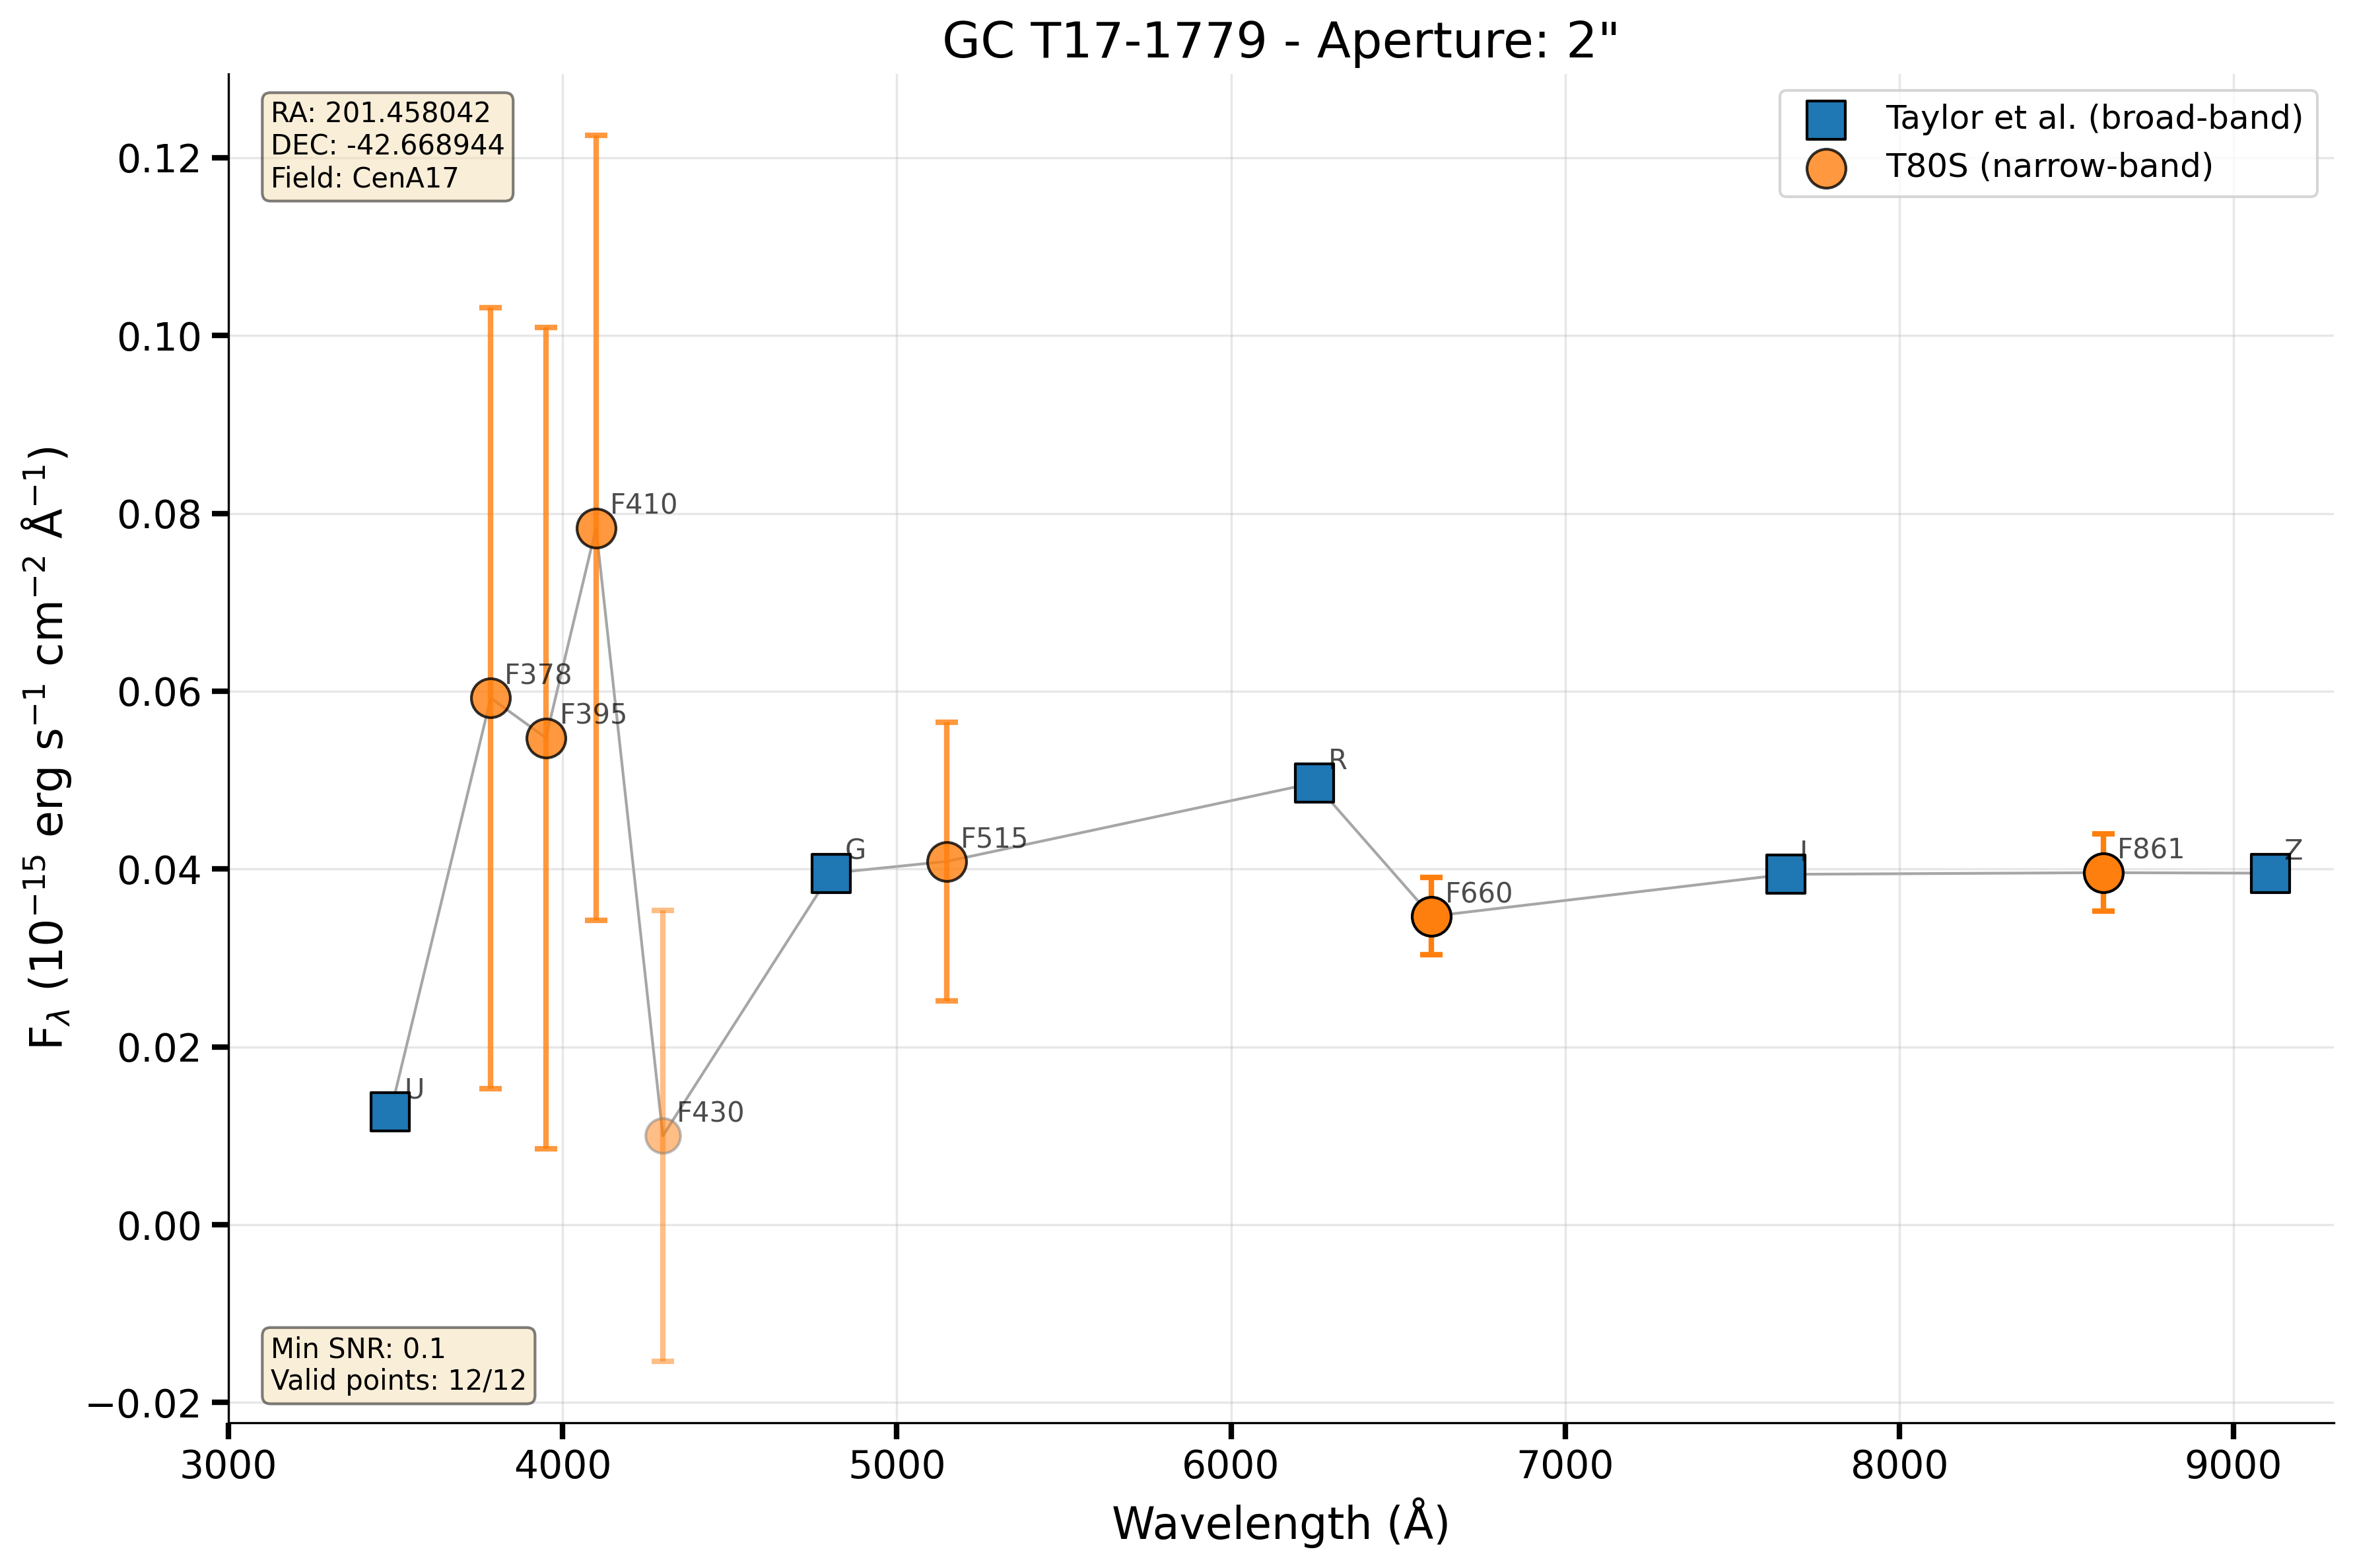 GC T17-1779 - Aperture: 2"
RA: 201.458042
DEC: -42.668944
Field: CenA17
Taylor et al. (broad-band)
T80S (narrow-band)
0.12
0.10
0.08
0.06
0.04
0.02
0.00
−0.02
F_λ (10⁻¹⁵ erg s⁻¹ cm⁻² Å⁻¹)
U
F378
F395
F410
F430
G
F515
R
F660
I
F861
Z
Min SNR: 0.1
Valid points: 12/12
3000 4000 5000 6000 7000 8000 9000
Wavelength (Å)